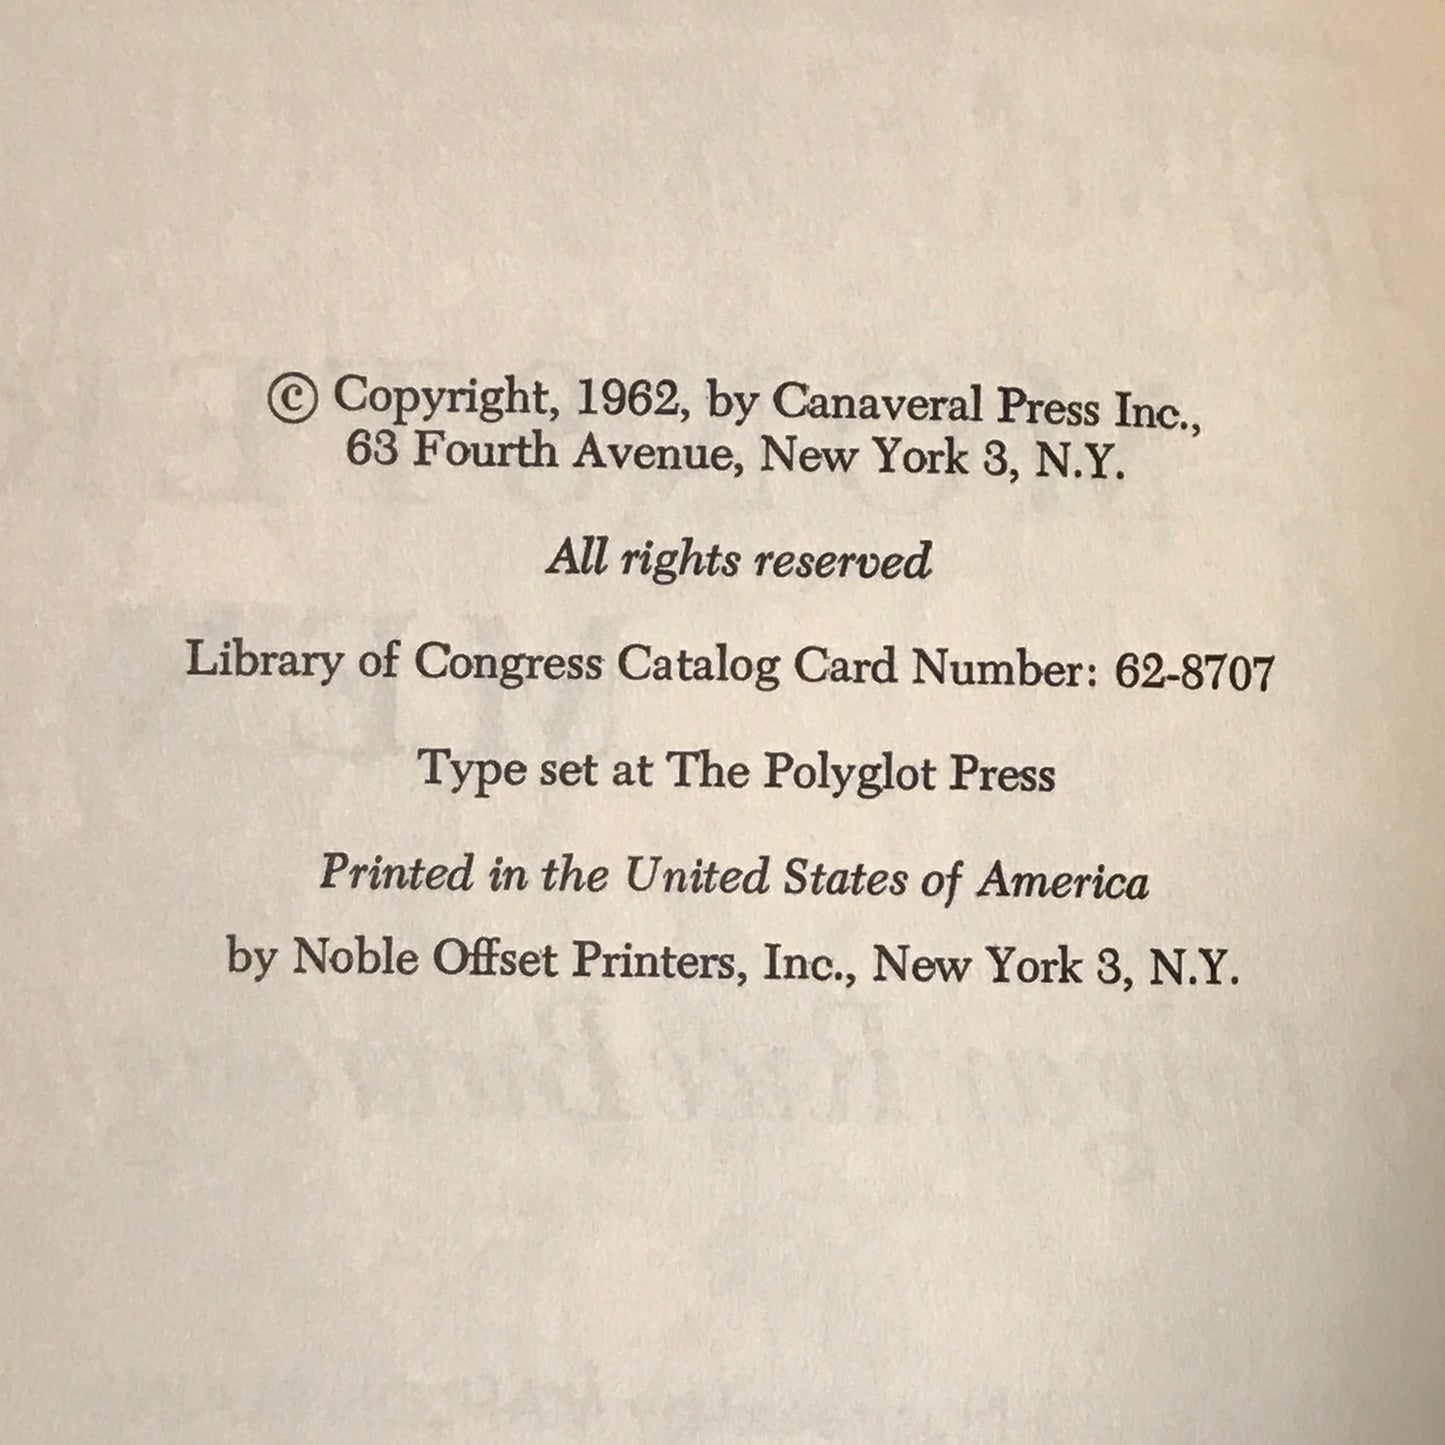 © Copyright, 1962, by Canaveral Press Inc.,
63 Fourth Avenue, New York 3, N.Y.
All rights reserved
Library of Congress Catalog Card Number: 62-8707
Type set at The Polyglot Press
Printed in the United States of America
by Noble Offset Printers, Inc., New York 3, N.Y.